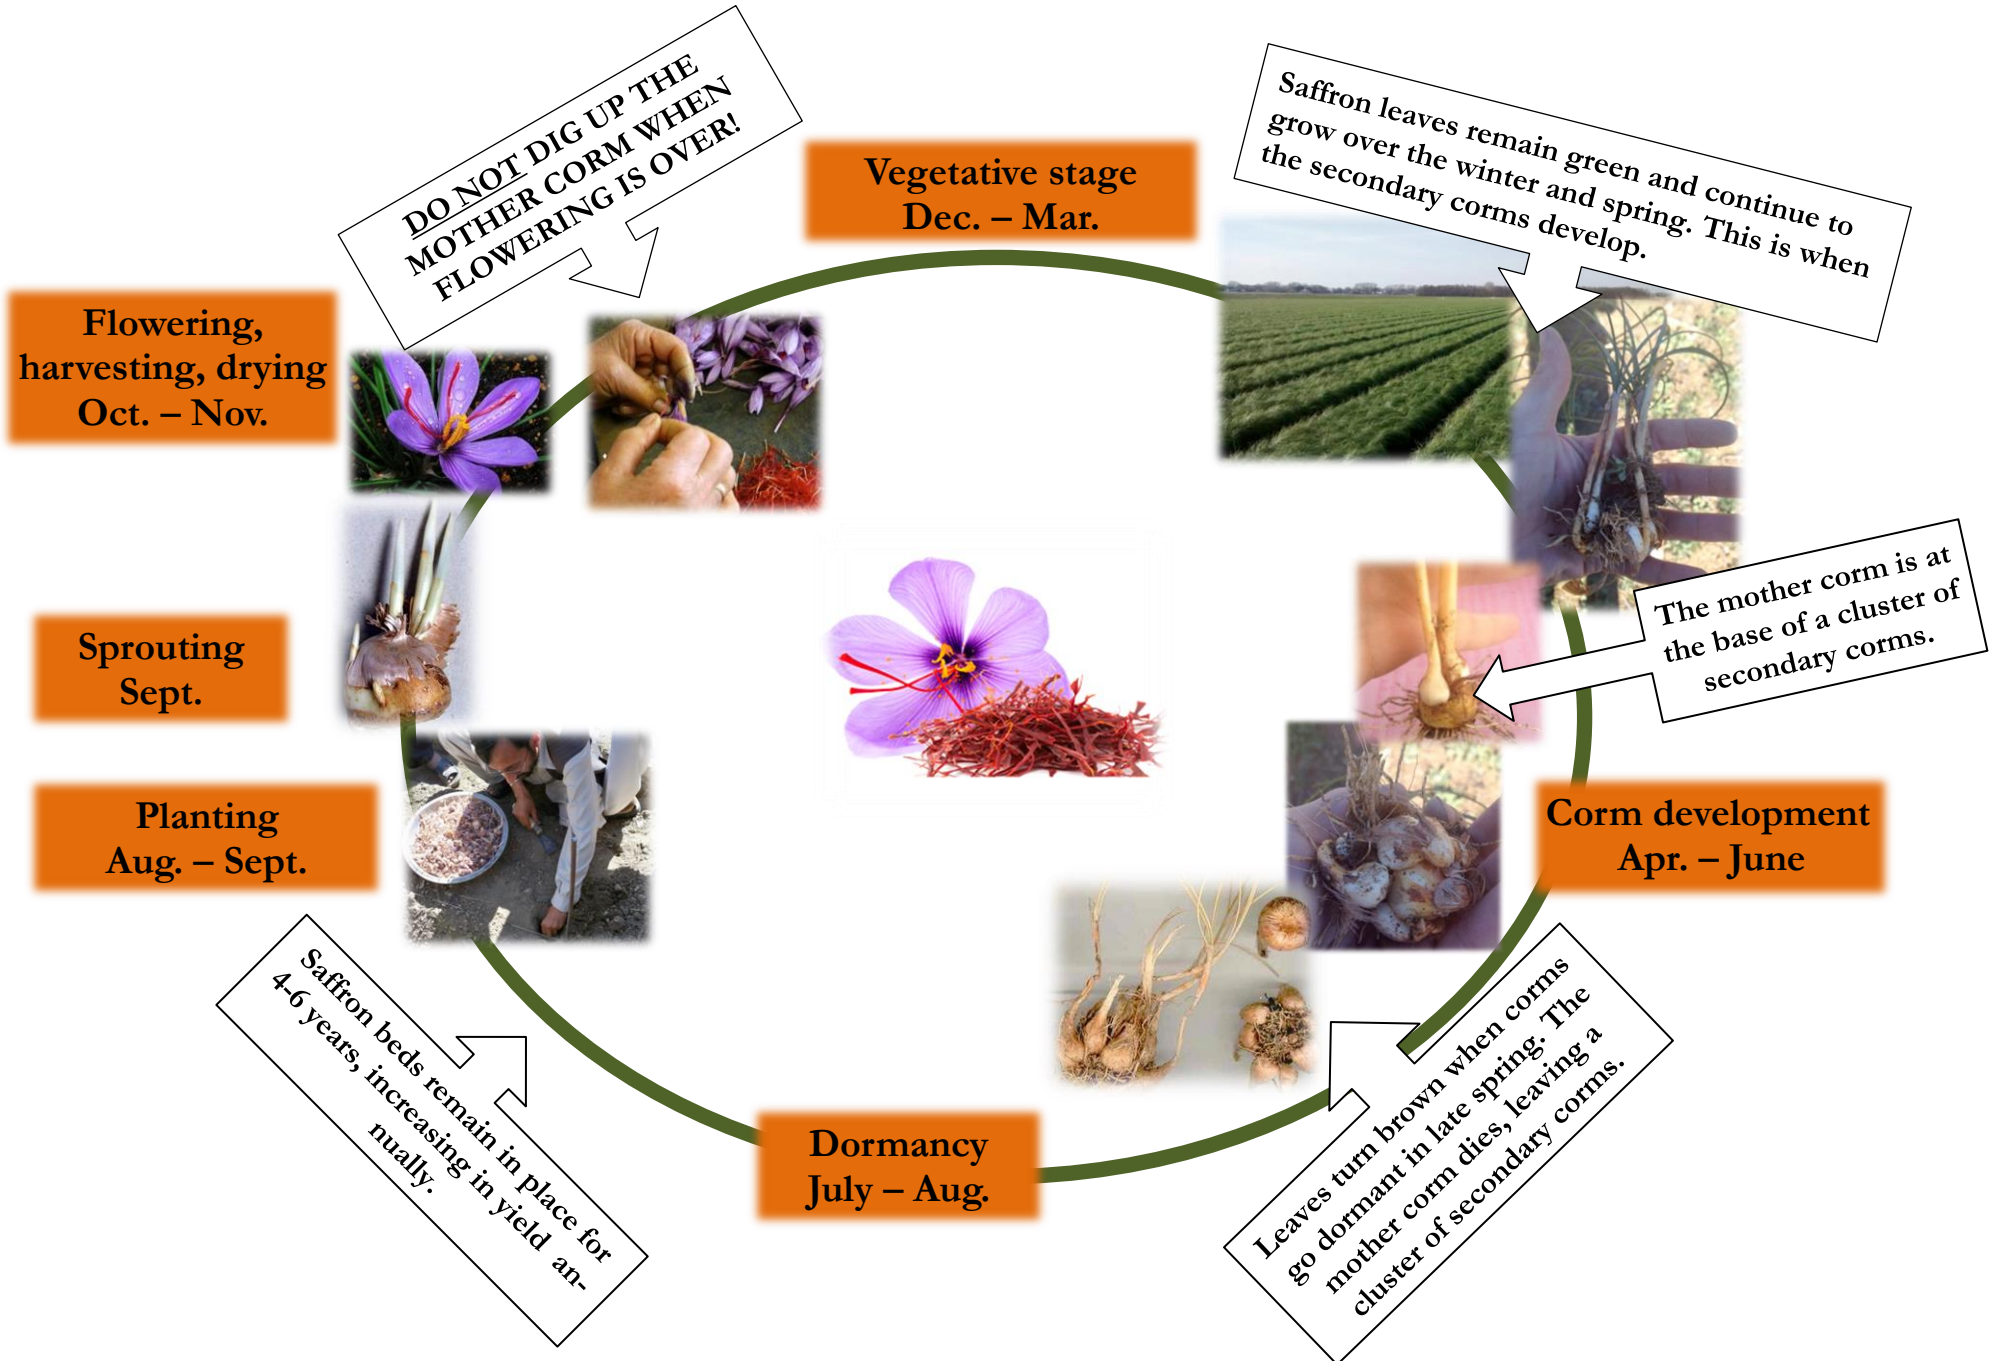 DO NOT DIG UP THE
MOTHER CORM WHEN
FLOWERING IS OVER!
Vegetative stage
Dec. – Mar.
Saffron leaves remain green and continue to
grow over the winter and spring. This is when
the secondary corms develop.
Flowering,
harvesting, drying
Oct. – Nov.
The mother corm is at
the base of a cluster of
secondary corms.
Sprouting
Sept.
Planting
Aug. – Sept.
Corm development
Apr. – June
Saffron beds remain in place for
4-6 years, increasing in yield an-
nually.
Dormancy
July – Aug.
Leaves turn brown when corms
go dormant in late spring. The
mother corm dies, leaving a
cluster of secondary corms.